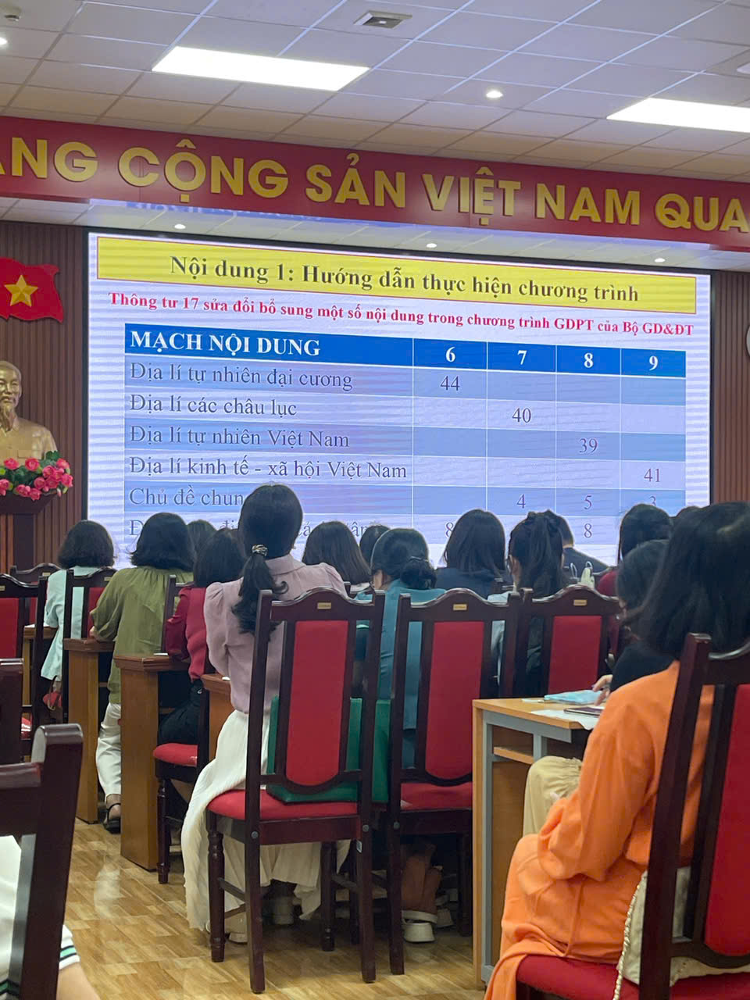 ANG CỘNG SẢN VIỆT NAM QUA
Nội dung 1: Hướng dẫn thực hiện chương trình
Thông tư 17 sửa đổi bổ sung một số nội dung trong chương trình GDPT của Bộ GD&ĐT
MẠCH NỘI DUNG 6 7 8 9
Địa lí tự nhiên đại cương 44
Địa lí các châu lục 40
Địa lí tự nhiên Việt Nam 39
Địa lí kinh tế - xã hội Việt Nam 41
Chủ đề chun 4 5 3
8 8